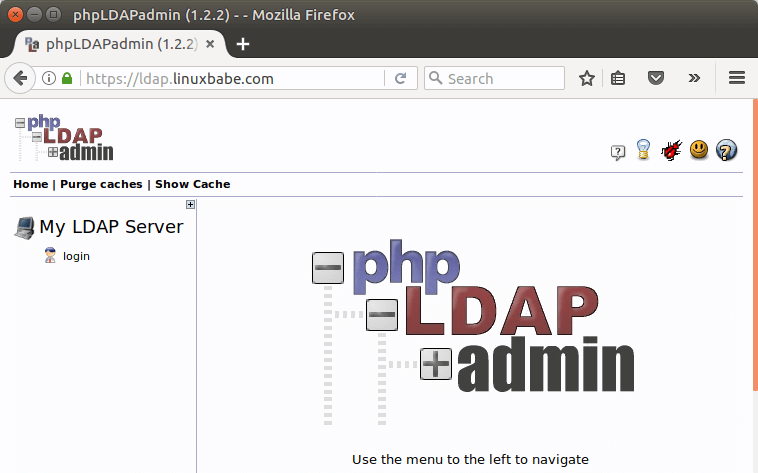 phpLDAPadmin (1.2.2) - - Mozilla Firefox
phpLDAPadmin (1.2.2)
https://ldap.linuxbabe.com
Search
php
LDAP
admin
Home | Purge caches | Show Cache
My LDAP Server
login
php
LDAP
admin
Use the menu to the left to navigate